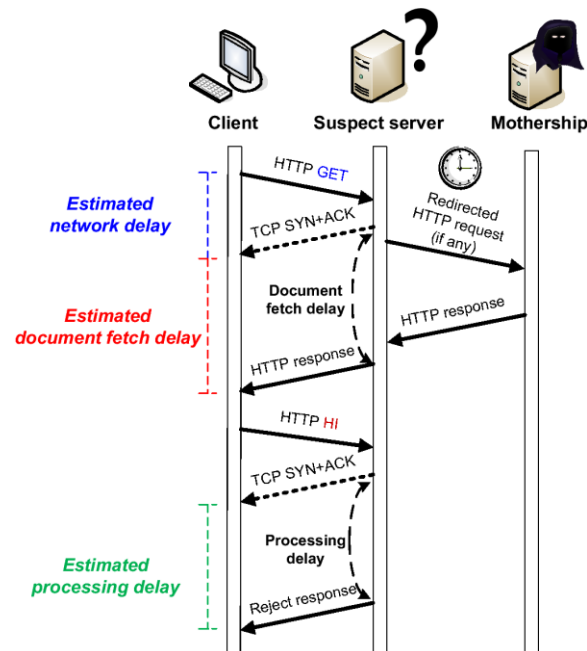 ?
Client
Suspect server
Mothership
HTTP GET
Redirected
HTTP request
(if any)
Estimated
network delay
TCP SYN+ACK
Document
fetch delay
Estimated
document fetch delay
HTTP response
HTTP response
HTTP HI
TCP SYN+ACK
Processing
delay
Estimated
processing delay
Reject response